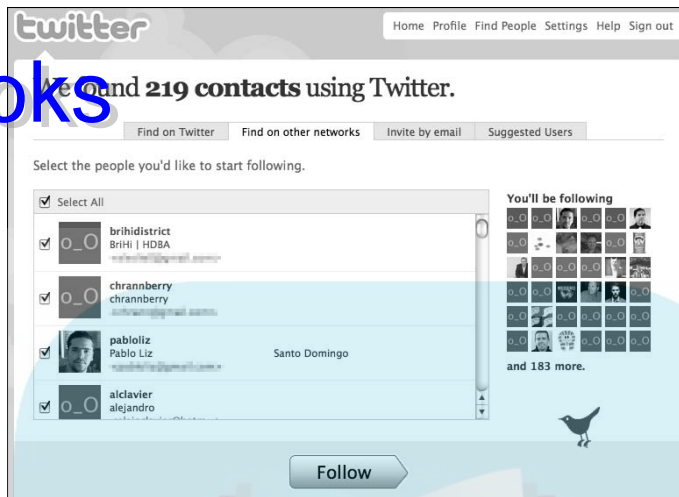 twitter
Home Profile Find People Settings Help Sign out
oks
We found 219 contacts using Twitter.
Find on Twitter Find on other networks Invite by email Suggested Users
Select the people you'd like to start following.
Select All
You'll be following
brihidistrict
BriHi | HDBA
chrannberry
chrannberry
pabloliz
Pablo Liz Santo Domingo
and 183 more.
alclavier
alejandro
Follow